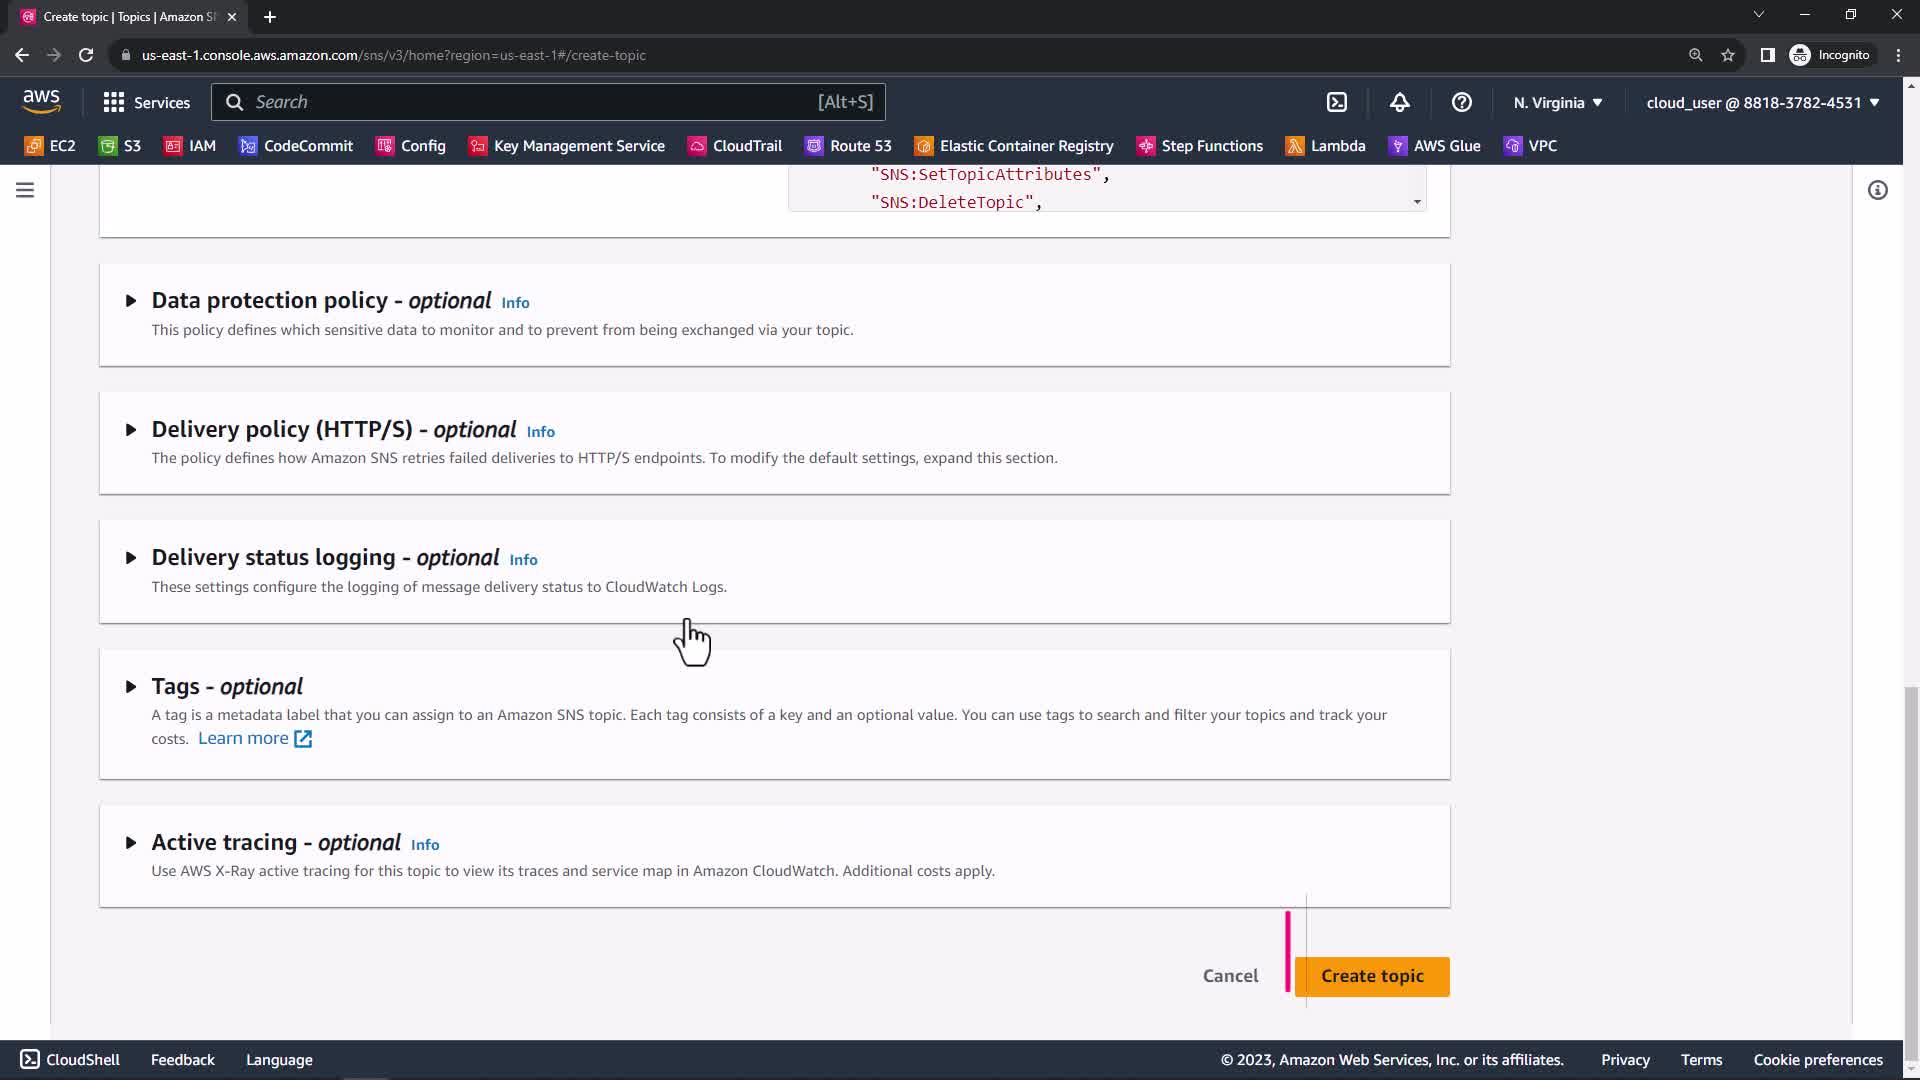 Create topic | Topics | Amazon S
us-east-1.console.aws.amazon.com/sns/v3/home?region=us-east-1#/create-topic
Incognito
aws
Services
Search
[Alt+S]
N. Virginia
cloud_user @ 8818-3782-4531
EC2
S3
IAM
CodeCommit
Config
Key Management Service
CloudTrail
Route 53
Elastic Container Registry
Step Functions
Lambda
AWS Glue
VPC
"SNS:SetTopicAttributes",
"SNS:DeleteTopic",
Data protection policy - optional Info
This policy defines which sensitive data to monitor and to prevent from being exchanged via your topic.
Delivery policy (HTTP/S) - optional Info
The policy defines how Amazon SNS retries failed deliveries to HTTP/S endpoints. To modify the default settings, expand this section.
Delivery status logging - optional Info
These settings configure the logging of message delivery status to CloudWatch Logs.
Tags - optional
A tag is a metadata label that you can assign to an Amazon SNS topic. Each tag consists of a key and an optional value. You can use tags to search and filter your topics and track your
costs. Learn more
Active tracing - optional Info
Use AWS X-Ray active tracing for this topic to view its traces and service map in Amazon CloudWatch. Additional costs apply.
Cancel
Create topic
CloudShell
Feedback
Language
© 2023, Amazon Web Services, Inc. or its affiliates.
Privacy
Terms
Cookie preferences